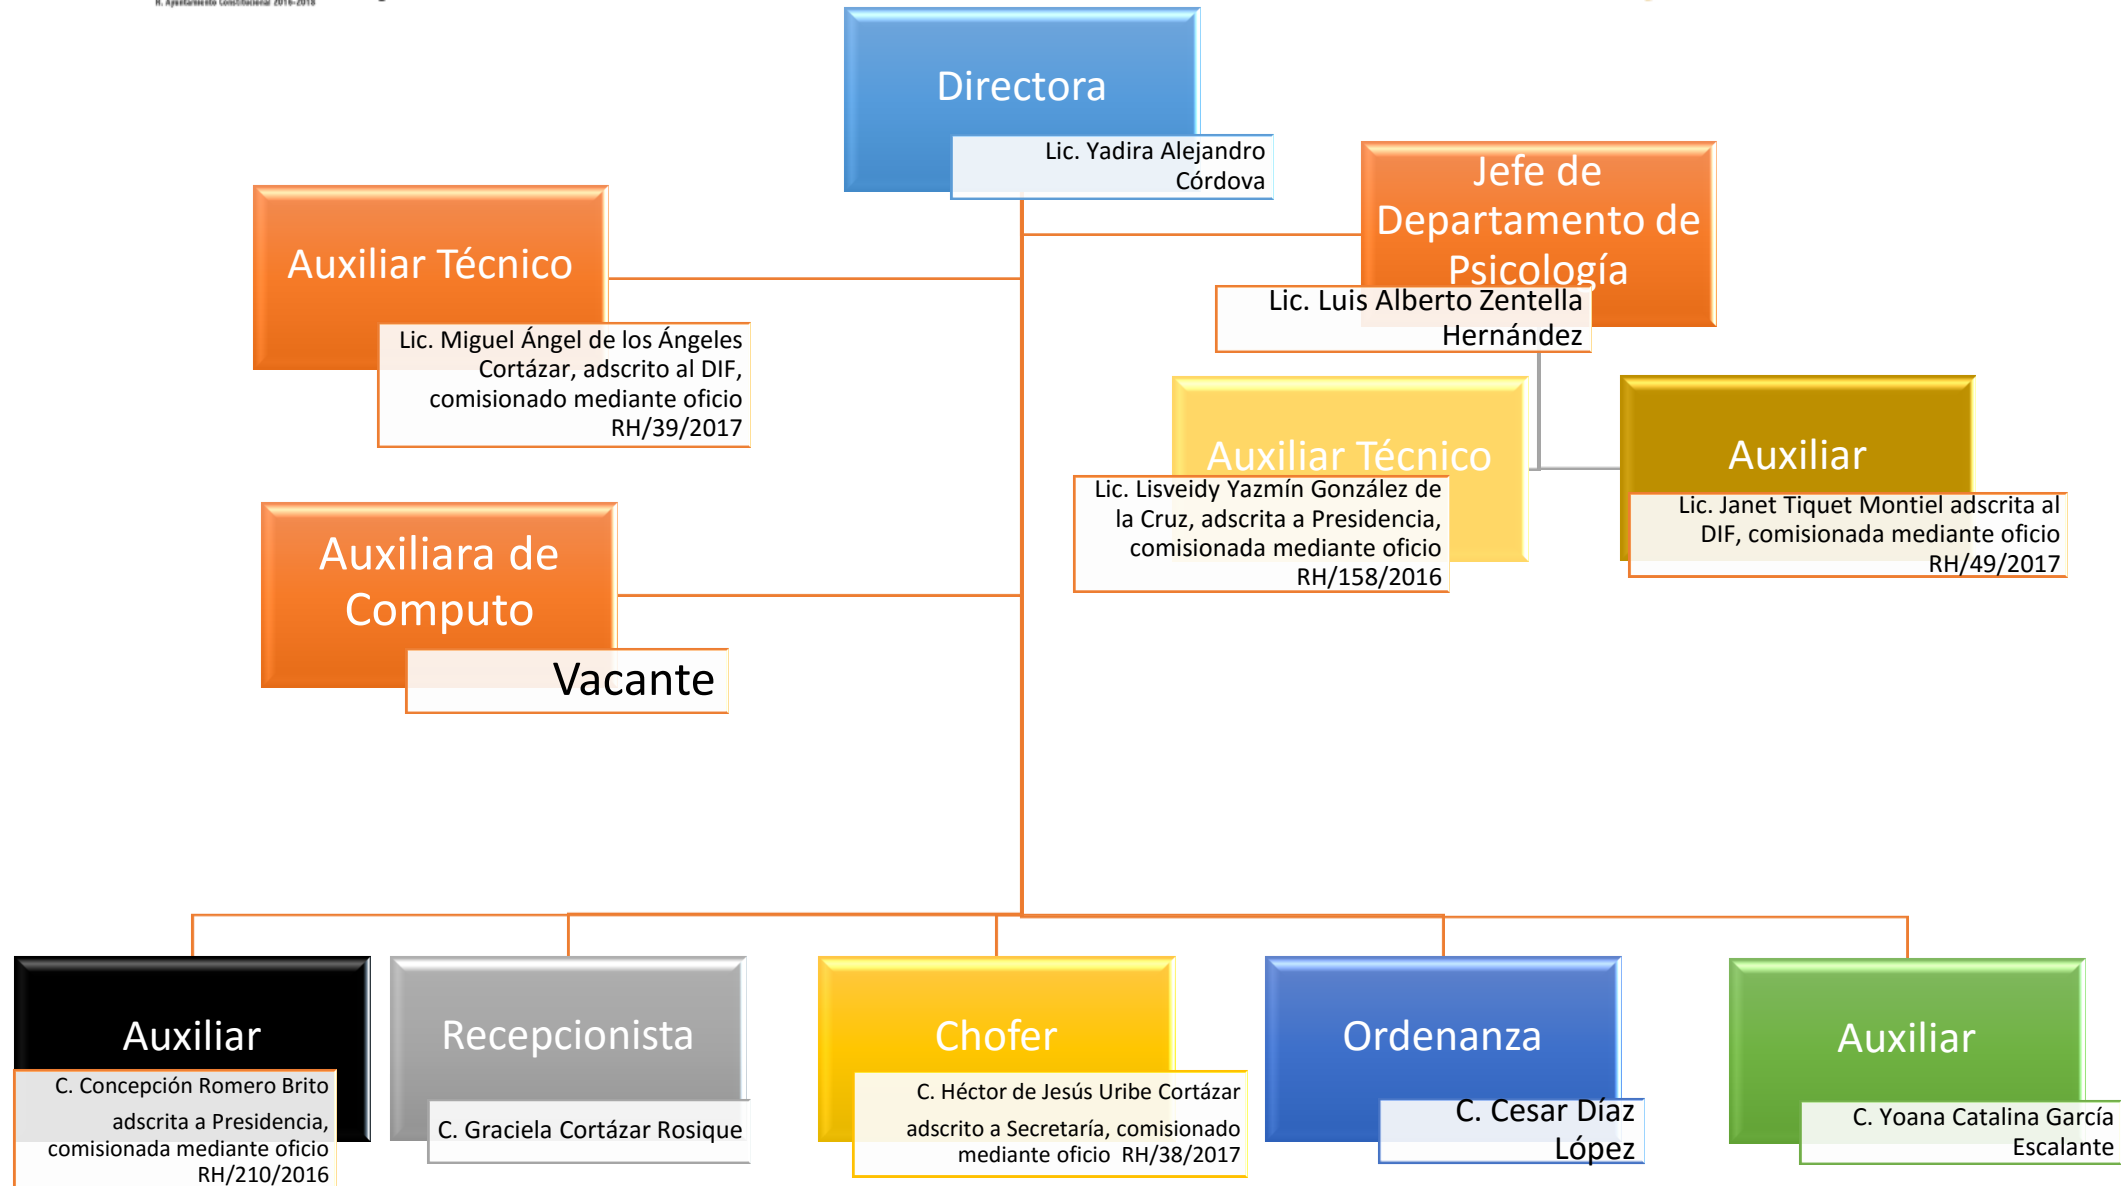 H. Ayuntamiento Constitucional 2016-2018
Directora
Lic. Yadira Alejandro
Córdova
Jefe de
Departamento de
Psicología
Lic. Luis Alberto Zentella
Hernández
Auxiliar Técnico
Lic. Miguel Ángel de los Ángeles
Cortázar, adscrito al DIF,
comisionado mediante oficio
RH/39/2017
Auxiliar Técnico
Lic. Lisveidy Yazmín González de
la Cruz, adscrita a Presidencia,
comisionada mediante oficio
RH/158/2016
Auxiliar
Lic. Janet Tiquet Montiel adscrita al
DIF, comisionada mediante oficio
RH/49/2017
Auxiliara de
Computo
Vacante
Auxiliar
C. Concepción Romero Brito
adscrita a Presidencia,
comisionada mediante oficio
RH/210/2016
Recepcionista
C. Graciela Cortázar Rosique
Chofer
C. Héctor de Jesús Uribe Cortázar
adscrito a Secretaría, comisionado
mediante oficio  RH/38/2017
Ordenanza
C. Cesar Díaz
López
Auxiliar
C. Yoana Catalina García
Escalante